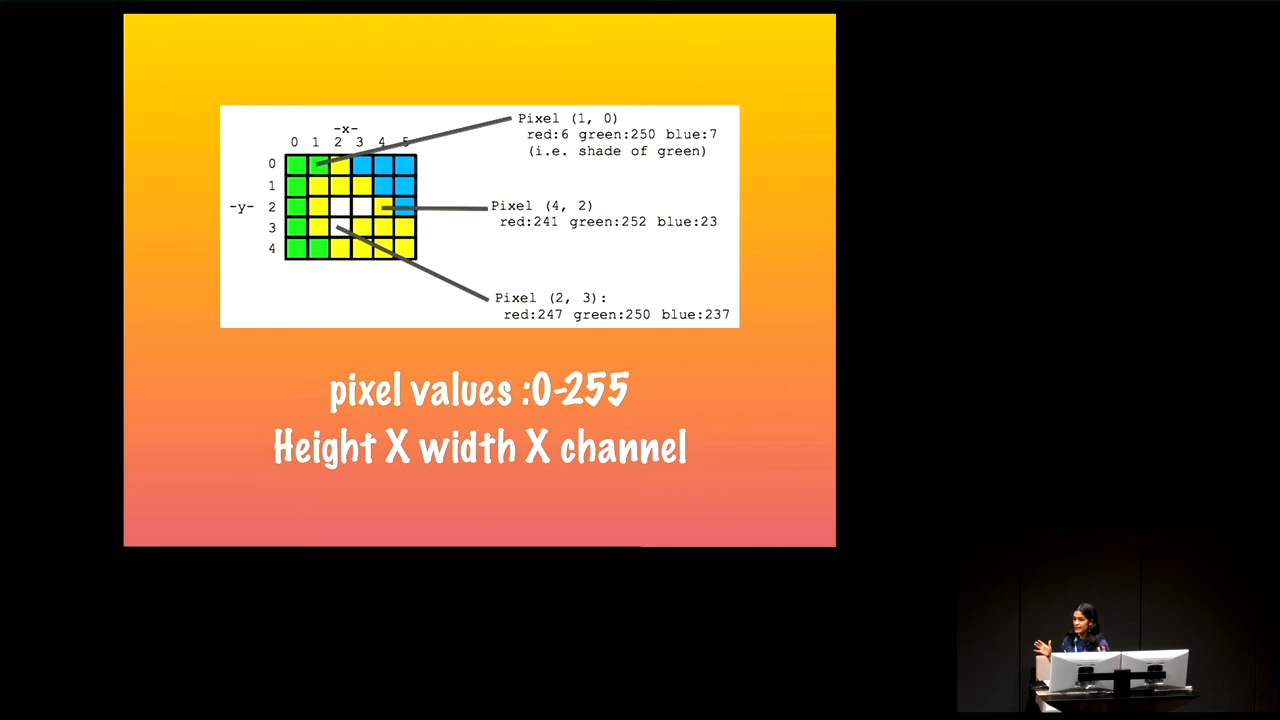 -x-
0 1 2 3 4 5
0
1
-y- 2
3
4
Pixel (1, 0)
red:6 green:250 blue:7
(i.e. shade of green)
Pixel (4, 2)
red:241 green:252 blue:23
Pixel (2, 3):
red:247 green:250 blue:237
pixel values :0-255
Height X width X channel